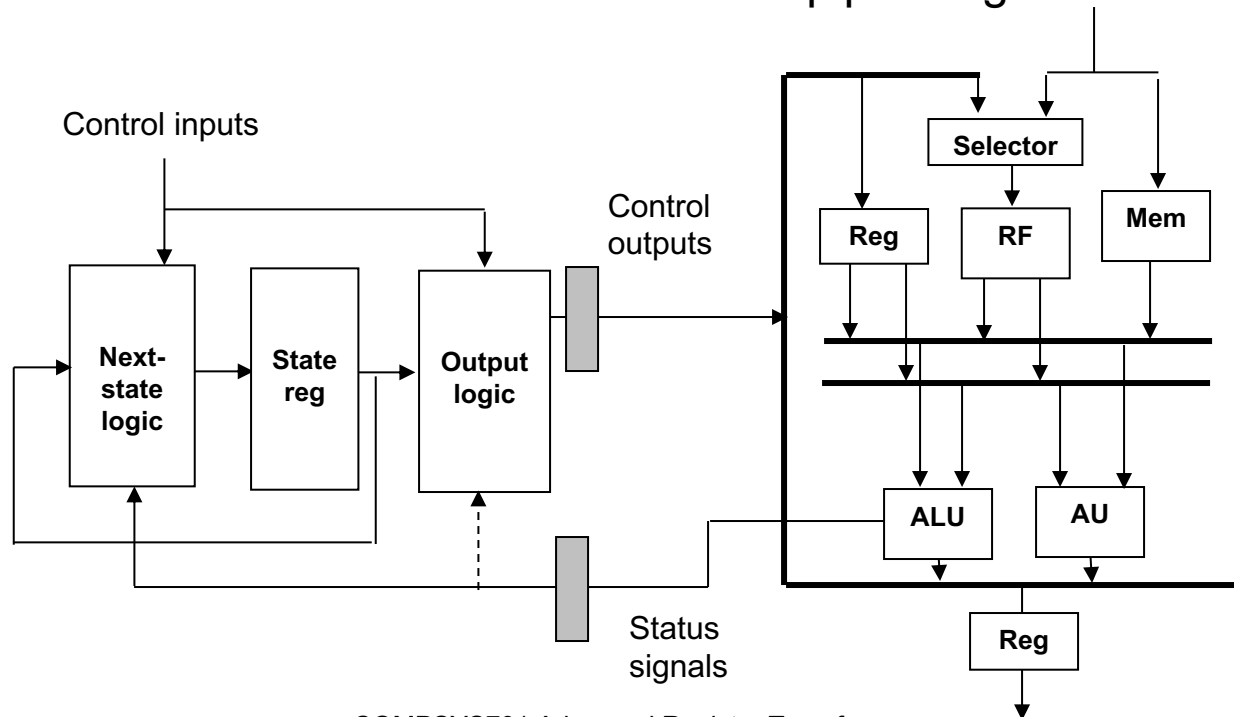 Control inputs
Selector
Control
outputs
Reg
RF
Mem
Next-
state
logic
State
reg
Output
logic
ALU
AU
Status
signals
Reg